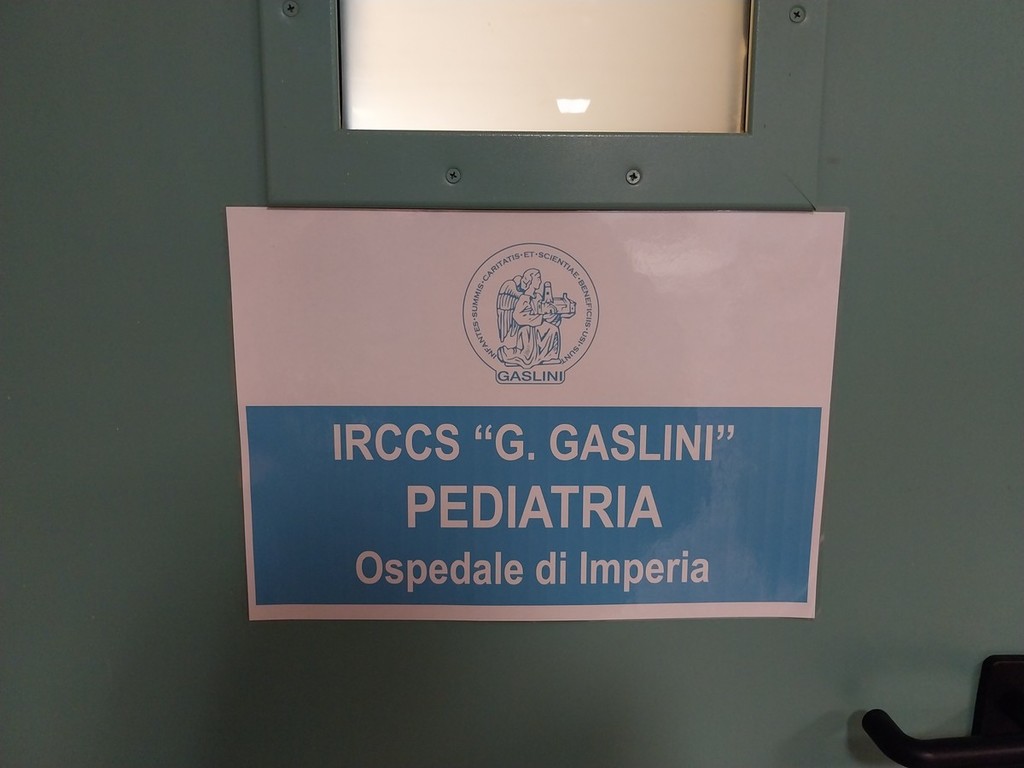 INFANTES·SUMMIS·CARITATIS·ET·SCIENTIAE·BENEFICIIS·USI·SUNT
GASLINI
IRCCS “G. GASLINI”
PEDIATRIA
Ospedale di Imperia